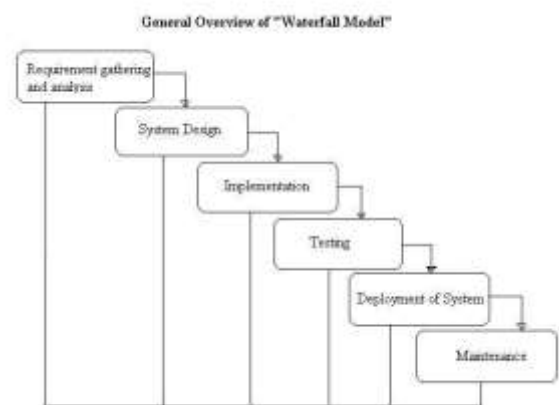 General Overview of "Waterfall Model"
Requirement gathering
and analysis
System Design
Implementation
Testing
Deployment of System
Maintenance